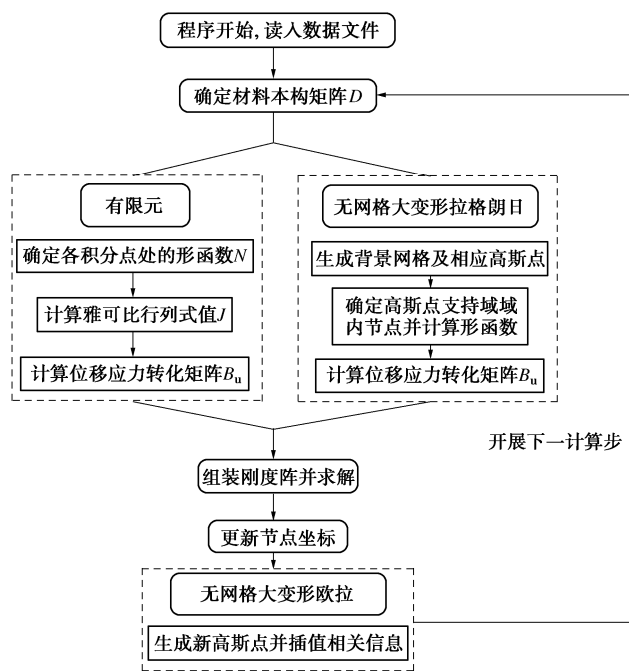 程序开始,读入数据文件
确定材料本构矩阵D
有限元
确定各积分点处的形函数N
计算雅可比行列式值J
计算位移应力转化矩阵Bu
无网格大变形拉格朗日
生成背景网格及相应高斯点
确定高斯点支持域域
内节点并计算形函数
计算位移应力转化矩阵Bu
开展下一计算步
组装刚度阵并求解
更新节点坐标
无网格大变形欧拉
生成新高斯点并插值相关信息